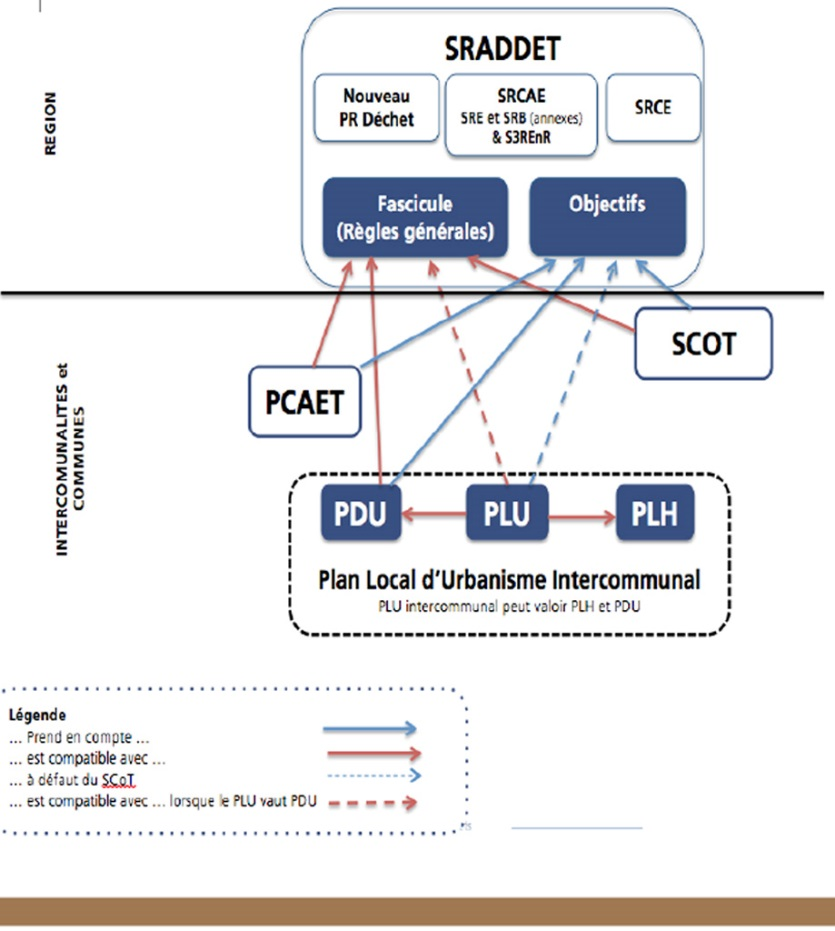 SRADDET
REGION
Nouveau
PR Déchet
SRCAE
SRE et SRB (annexes)
& S3REnR
SRCE
Fascicule
(Règles générales)
Objectifs
SCOT
PCAET
INTERCOMUNALITES et
COMMUNES
PDU
PLU
PLH
Plan Local d’Urbanisme Intercommunal
PLU intercommunal peut valoir PLH et PDU
Légende
... Prend en compte ...
... est compatible avec ...
... à défaut du SCoT
... est compatible avec ... lorsque le PLU vaut PDU